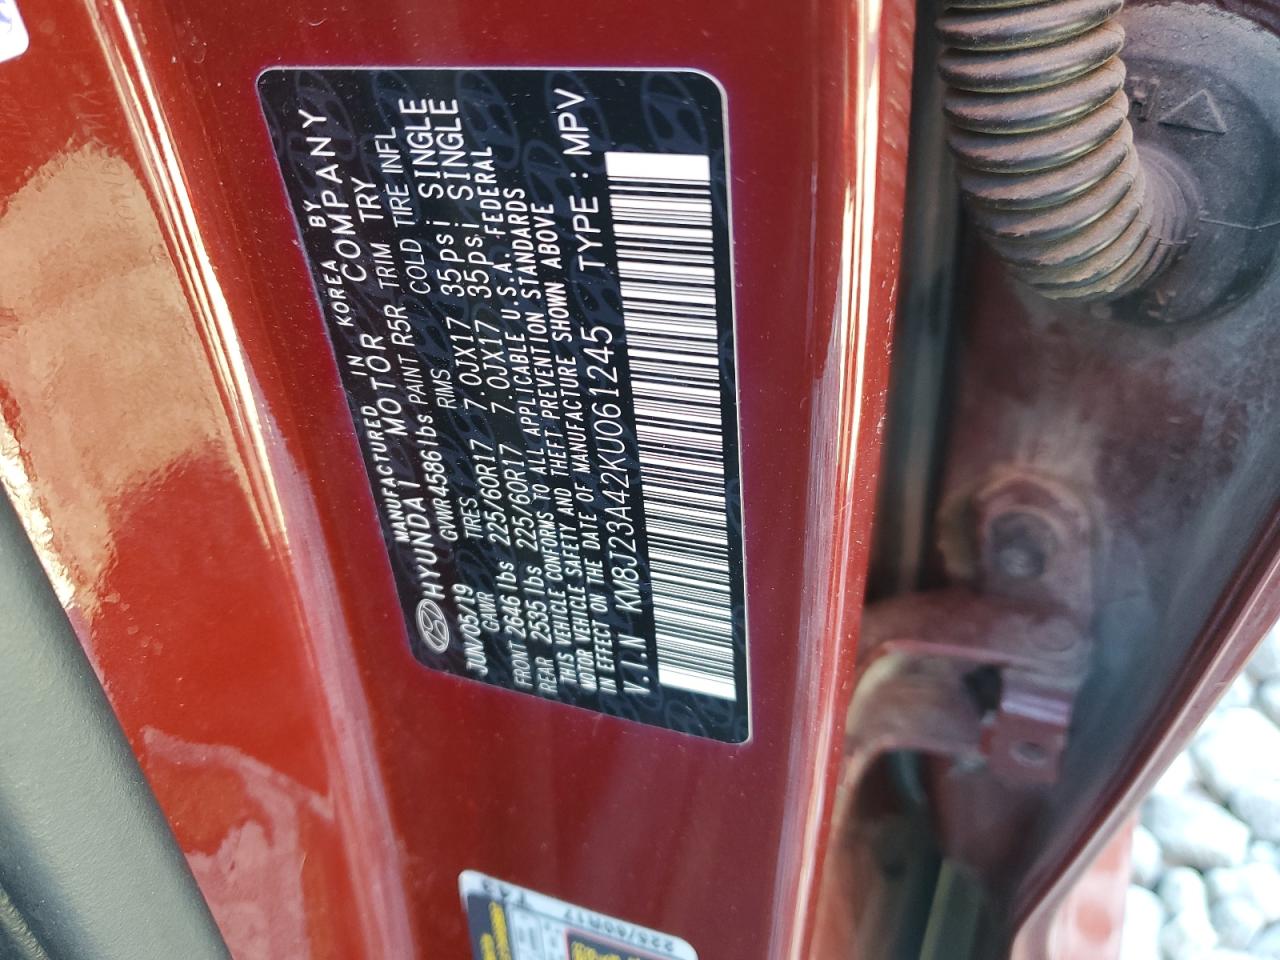 MANUFACTURED IN KOREA BY
HYUNDAI MOTOR COMPANY
JUN/05/19 GVWR 4586lbs PAINT R5R TRIM TRY
GAWR TIRES RIMS COLD TIRE INFL
FRONT 2646 lbs 225/60R17 7.0JX17 35psi SINGLE
REAR 2535 lbs 225/60R17 7.0JX17 35psi SINGLE
THIS VEHICLE CONFORMS TO ALL APPLICABLE U.S.A. FEDERAL
MOTOR VEHICLE SAFETY AND THEFT PREVENTION STANDARDS
IN EFFECT ON THE DATE OF MANUFACTURE SHOWN ABOVE
V.I.N KM8J23A42KU061245 TYPE : MPV
225/60R17